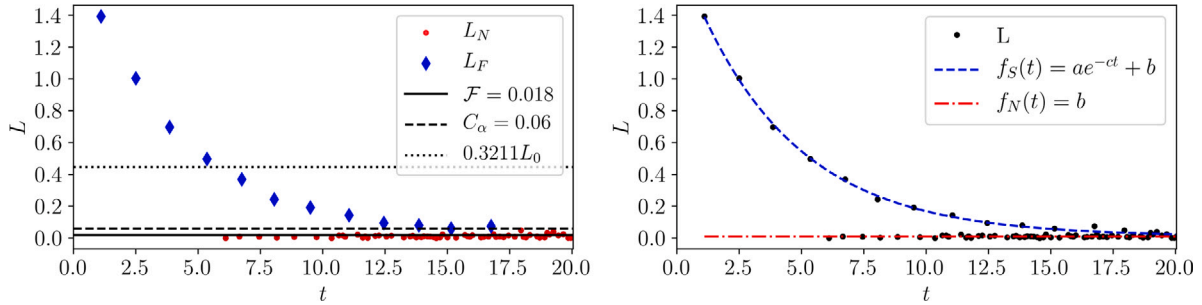 1.4
1.2
1.0
0.8
0.6
0.4
0.2
0.0
L
0.0 2.5 5.0 7.5 10.0 12.5 15.0 17.5 20.0
t
L_N
L_F
ℱ = 0.018
C_α = 0.06
0.3211L_0
1.4
1.2
1.0
0.8
0.6
0.4
0.2
0.0
L
0.0 2.5 5.0 7.5 10.0 12.5 15.0 17.5 20.0
t
L
f_S(t) = ae^{-ct} + b
f_N(t) = b